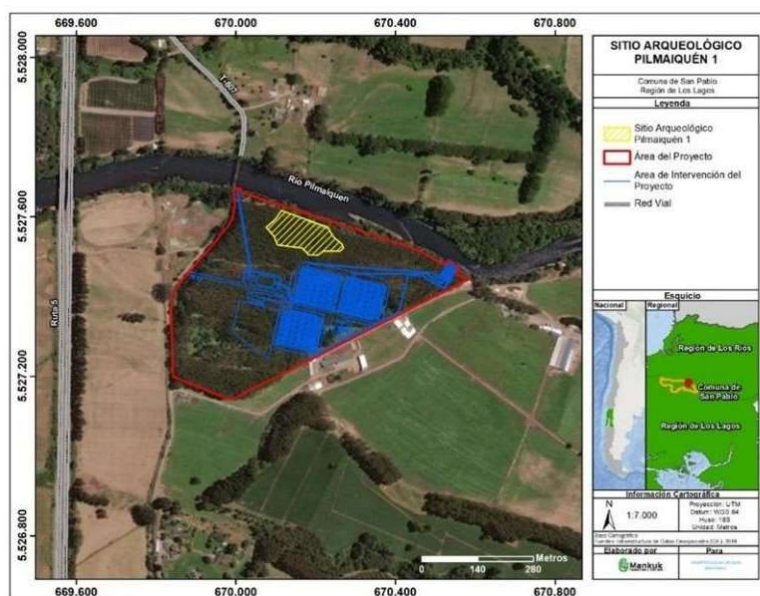 669.600
670.000
670.400
670.800
5.528.000
5.527.600
5.527.200
5.526.800
Ruta 5
Río Pilmaiquen
Metros
0 140 280
669.600
670.000
670.400
670.800
SITIO ARQUEOLÓGICO
PILMAIQUÉN 1
Comuna de San Pablo
Región de Los Lagos
Leyenda
Sitio Arqueológico
Pilmaiquén 1
Área del Proyecto
Area de Intervención del
Proyecto
Red Vial
Esquicio
Nacional
Regional
Región de Los Ríos
Comuna de
San Pablo
Región de Los Lagos
Información Cartográfica
N
1:7.000
Proyección: UTM
Datum: WGS 84
Huso: 18S
Unidad: Metros
Elaborado por
Para
Mankuk